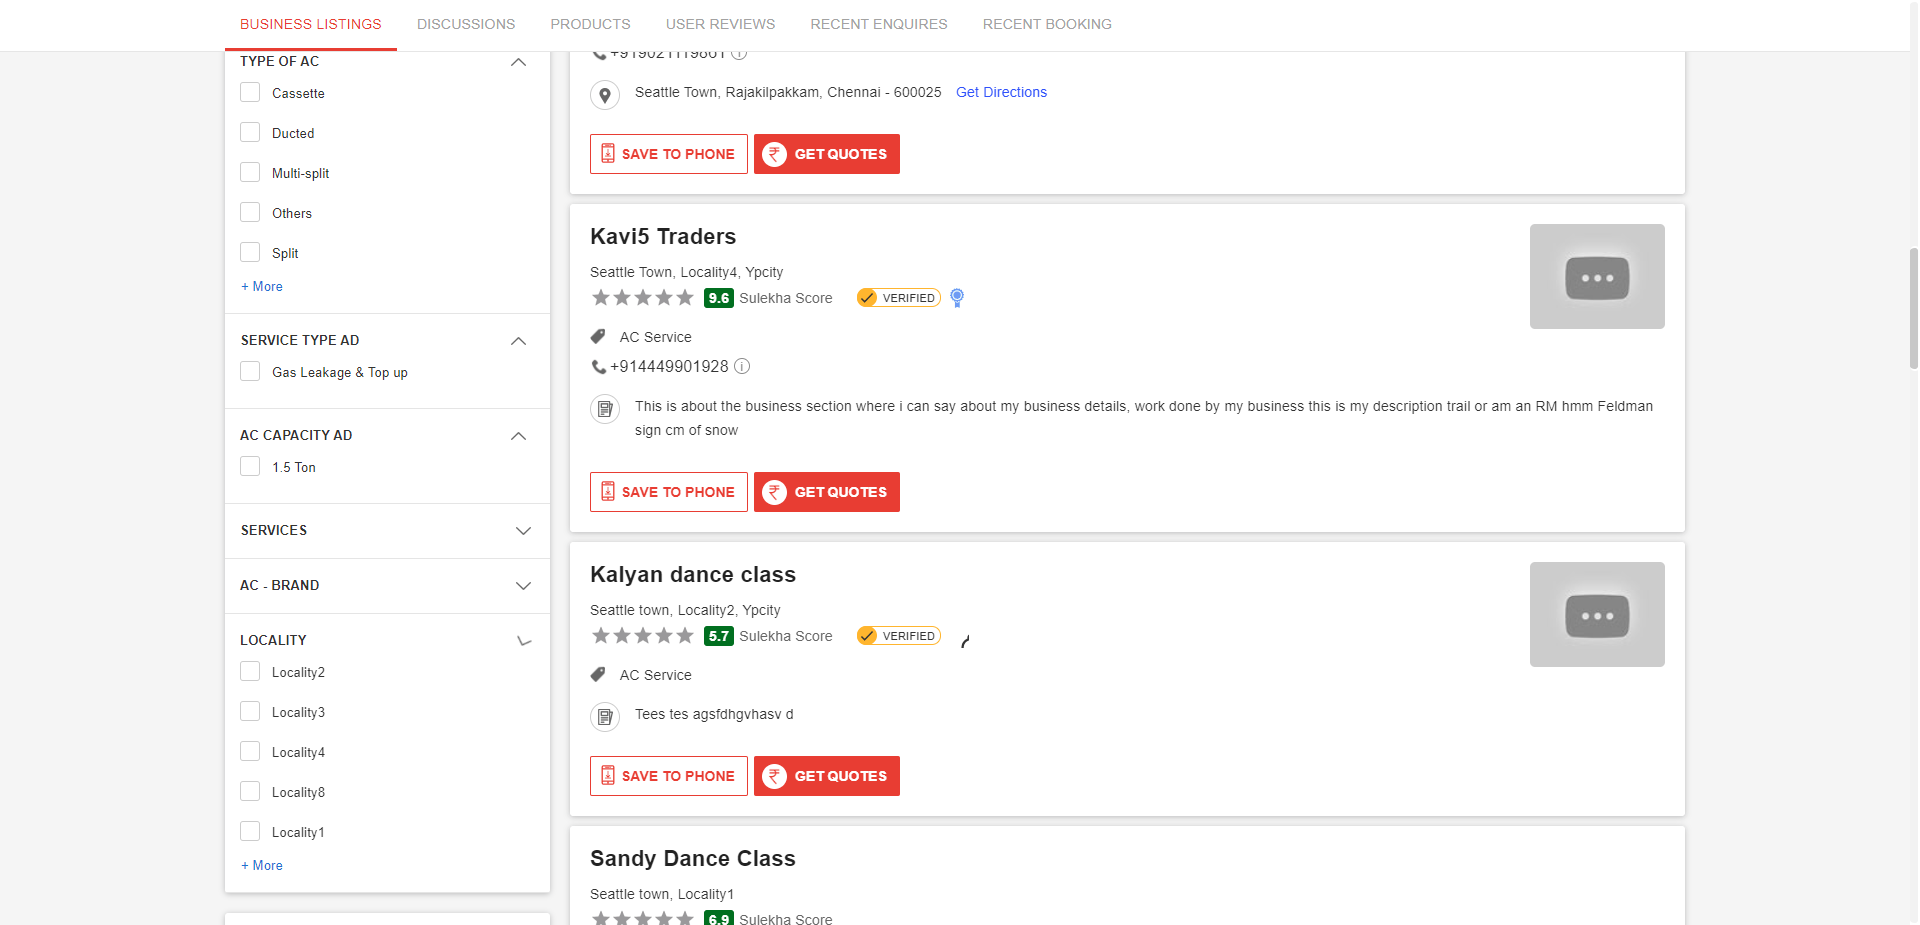 BUSINESS LISTINGS DISCUSSIONS PRODUCTS USER REVIEWS RECENT ENQUIRES RECENT BOOKING
TYPE OF AC
Cassette
Ducted
Multi-split
Others
Split
+ More
SERVICE TYPE AD
Gas Leakage & Top up
AC CAPACITY AD
1.5 Ton
SERVICES
AC - BRAND
LOCALITY
Locality2
Locality3
Locality4
Locality8
Locality1
+ More
+919021119861
Seattle Town, Rajakilpakkam, Chennai - 600025 Get Directions
SAVE TO PHONE GET QUOTES
Kavi5 Traders
Seattle Town, Locality4, Ypcity
9.6 Sulekha Score VERIFIED
AC Service
+914449901928
This is about the business section where i can say about my business details, work done by my business this is my description trail or am an RM hmm Feldman
sign cm of snow
SAVE TO PHONE GET QUOTES
Kalyan dance class
Seattle town, Locality2, Ypcity
5.7 Sulekha Score VERIFIED
AC Service
Tees tes agsfdhgvhasv d
SAVE TO PHONE GET QUOTES
Sandy Dance Class
Seattle town, Locality1
6.9 Sulekha Score